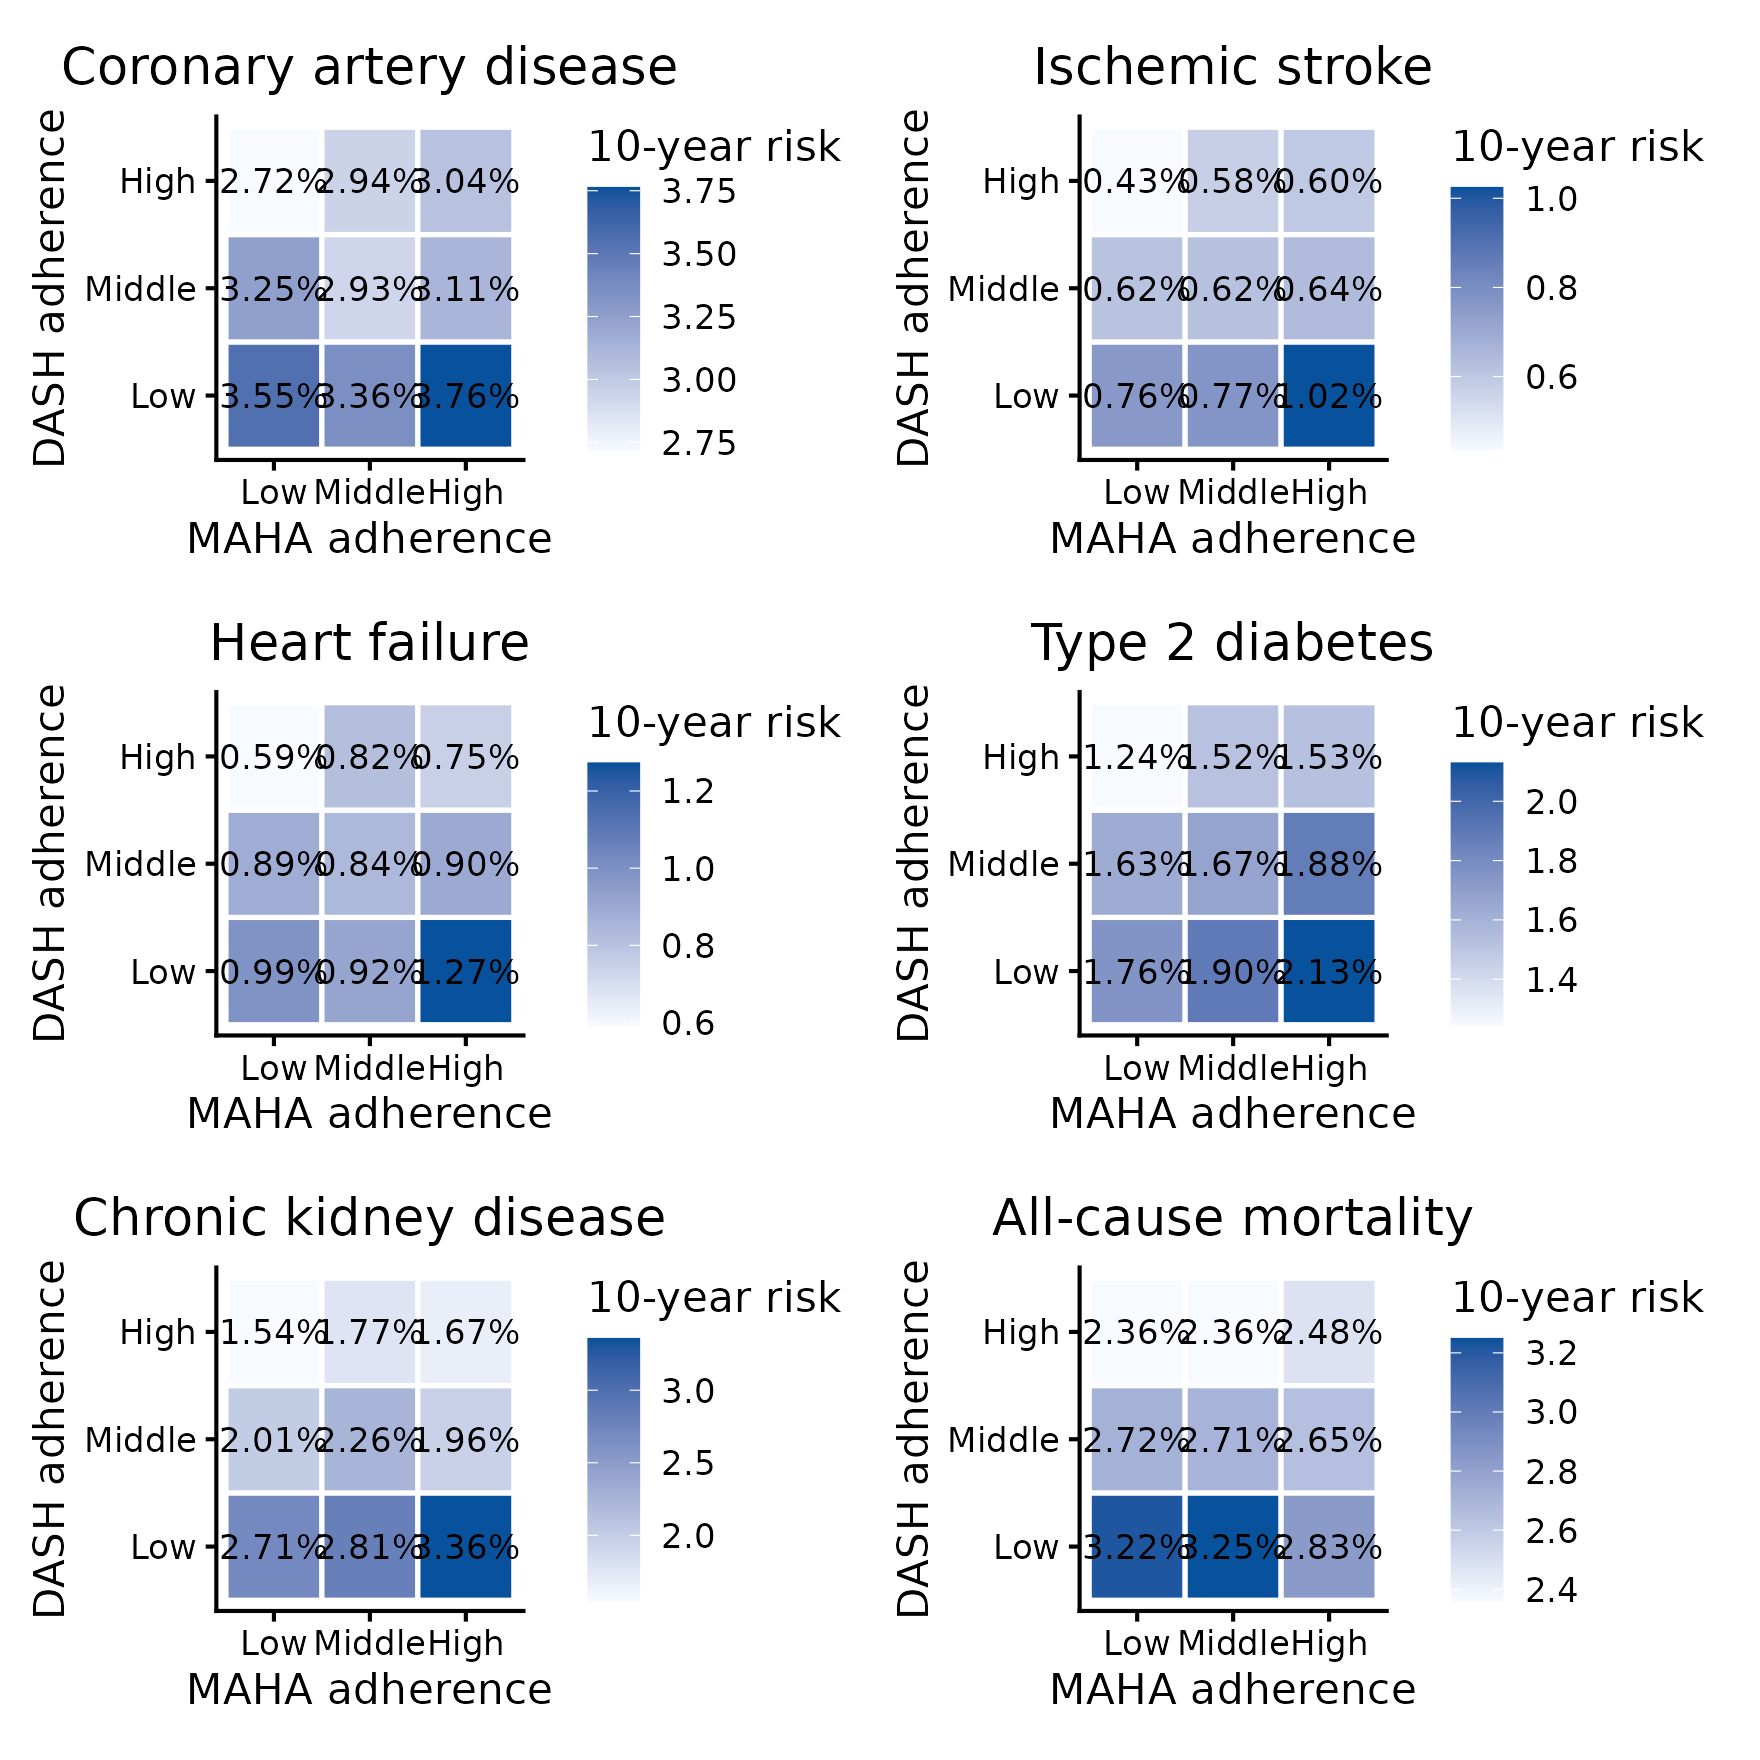 Coronary artery disease
DASH adherence
High
2.72% 2.94% 3.04%
Middle
3.25% 2.93% 3.11%
Low
3.55% 3.36% 3.76%
Low Middle High
MAHA adherence
10-year risk
3.75
3.50
3.25
3.00
2.75
Ischemic stroke
DASH adherence
High
0.43% 0.58% 0.60%
Middle
0.62% 0.62% 0.64%
Low
0.76% 0.77% 1.02%
Low Middle High
MAHA adherence
10-year risk
1.0
0.8
0.6
Heart failure
DASH adherence
High
0.59% 0.82% 0.75%
Middle
0.89% 0.84% 0.90%
Low
0.99% 0.92% 1.27%
Low Middle High
MAHA adherence
10-year risk
1.2
1.0
0.8
0.6
Type 2 diabetes
DASH adherence
High
1.24% 1.52% 1.53%
Middle
1.63% 1.67% 1.88%
Low
1.76% 1.90% 2.13%
Low Middle High
MAHA adherence
10-year risk
2.0
1.8
1.6
1.4
Chronic kidney disease
DASH adherence
High
1.54% 1.77% 1.67%
Middle
2.01% 2.26% 1.96%
Low
2.71% 2.81% 3.36%
Low Middle High
MAHA adherence
10-year risk
3.0
2.5
2.0
All-cause mortality
DASH adherence
High
2.36% 2.36% 2.48%
Middle
2.72% 2.71% 2.65%
Low
3.22% 3.25% 2.83%
Low Middle High
MAHA adherence
10-year risk
3.2
3.0
2.8
2.6
2.4